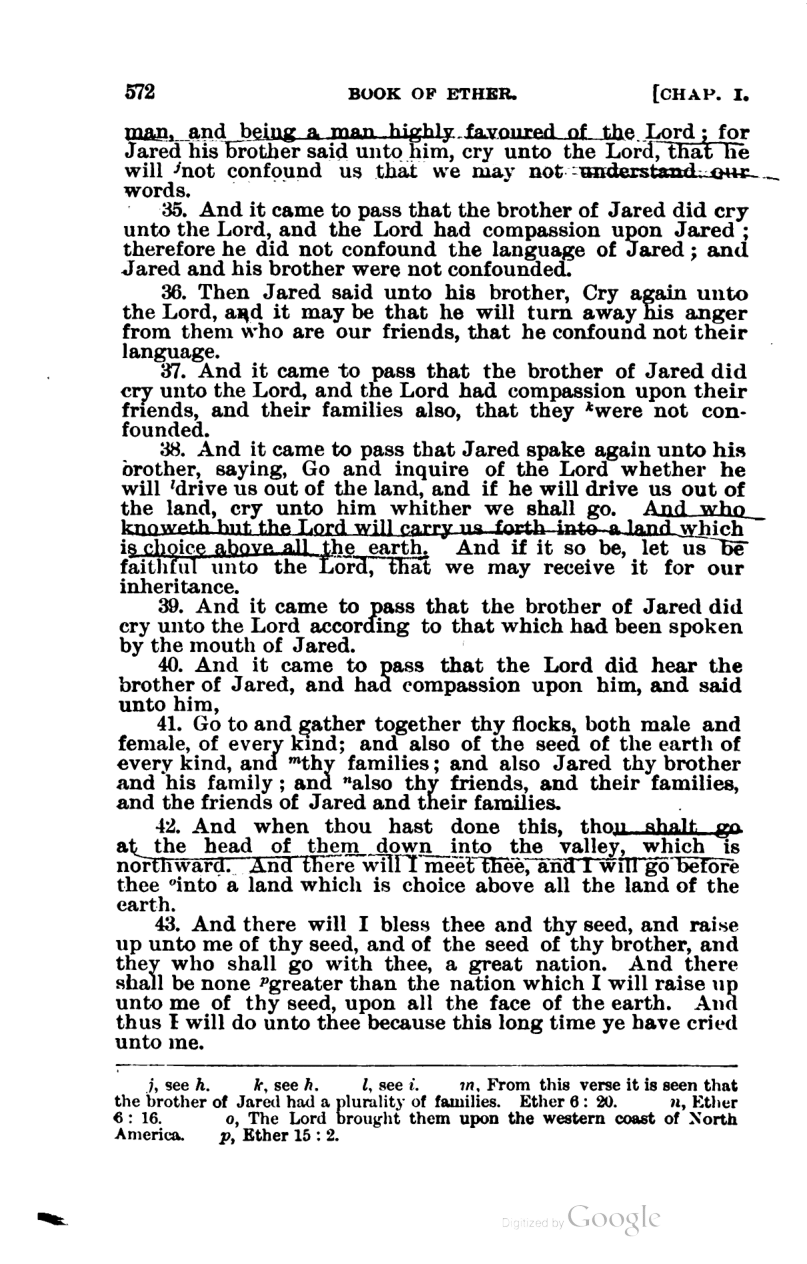 572 BOOK OF ETHER. [CHAP. I.
man, and being a man highly favoured of the Lord ; for
Jared his brother said unto him, cry unto the Lord, that he
will ʲnot confound us that we may not understand our
words.
35. And it came to pass that the brother of Jared did cry
unto the Lord, and the Lord had compassion upon Jared ;
therefore he did not confound the language of Jared ; and
Jared and his brother were not confounded.
36. Then Jared said unto his brother, Cry again unto
the Lord, and it may be that he will turn away his anger
from them who are our friends, that he confound not their
language.
37. And it came to pass that the brother of Jared did
cry unto the Lord, and the Lord had compassion upon their
friends, and their families also, that they ᵏwere not con-
founded.
38. And it came to pass that Jared spake again unto his
brother, saying, Go and inquire of the Lord whether he
will ˡdrive us out of the land, and if he will drive us out of
the land, cry unto him whither we shall go. And who
knoweth but the Lord will carry us forth into a land which
is choice above all the earth. And if it so be, let us be
faithful unto the Lord, that we may receive it for our
inheritance.
39. And it came to pass that the brother of Jared did
cry unto the Lord according to that which had been spoken
by the mouth of Jared.
40. And it came to pass that the Lord did hear the
brother of Jared, and had compassion upon him, and said
unto him,
41. Go to and gather together thy flocks, both male and
female, of every kind; and also of the seed of the earth of
every kind, and ᵐthy families ; and also Jared thy brother
and his family ; and ⁿalso thy friends, and their families,
and the friends of Jared and their families.
42. And when thou hast done this, thou shalt go
at the head of them down into the valley, which is
northward. And there will I meet thee, and I will go before
thee ᵒinto a land which is choice above all the land of the
earth.
43. And there will I bless thee and thy seed, and raise
up unto me of thy seed, and of the seed of thy brother, and
they who shall go with thee, a great nation. And there
shall be none ᵖgreater than the nation which I will raise up
unto me of thy seed, upon all the face of the earth. And
thus I will do unto thee because this long time ye have cried
unto me.
j, see h. k, see h. l, see i. m, From this verse it is seen that
the brother of Jared had a plurality of families. Ether 6 : 20. n, Ether
6 : 16. o, The Lord brought them upon the western coast of North
America. p, Ether 15 : 2.
Digitized by Google